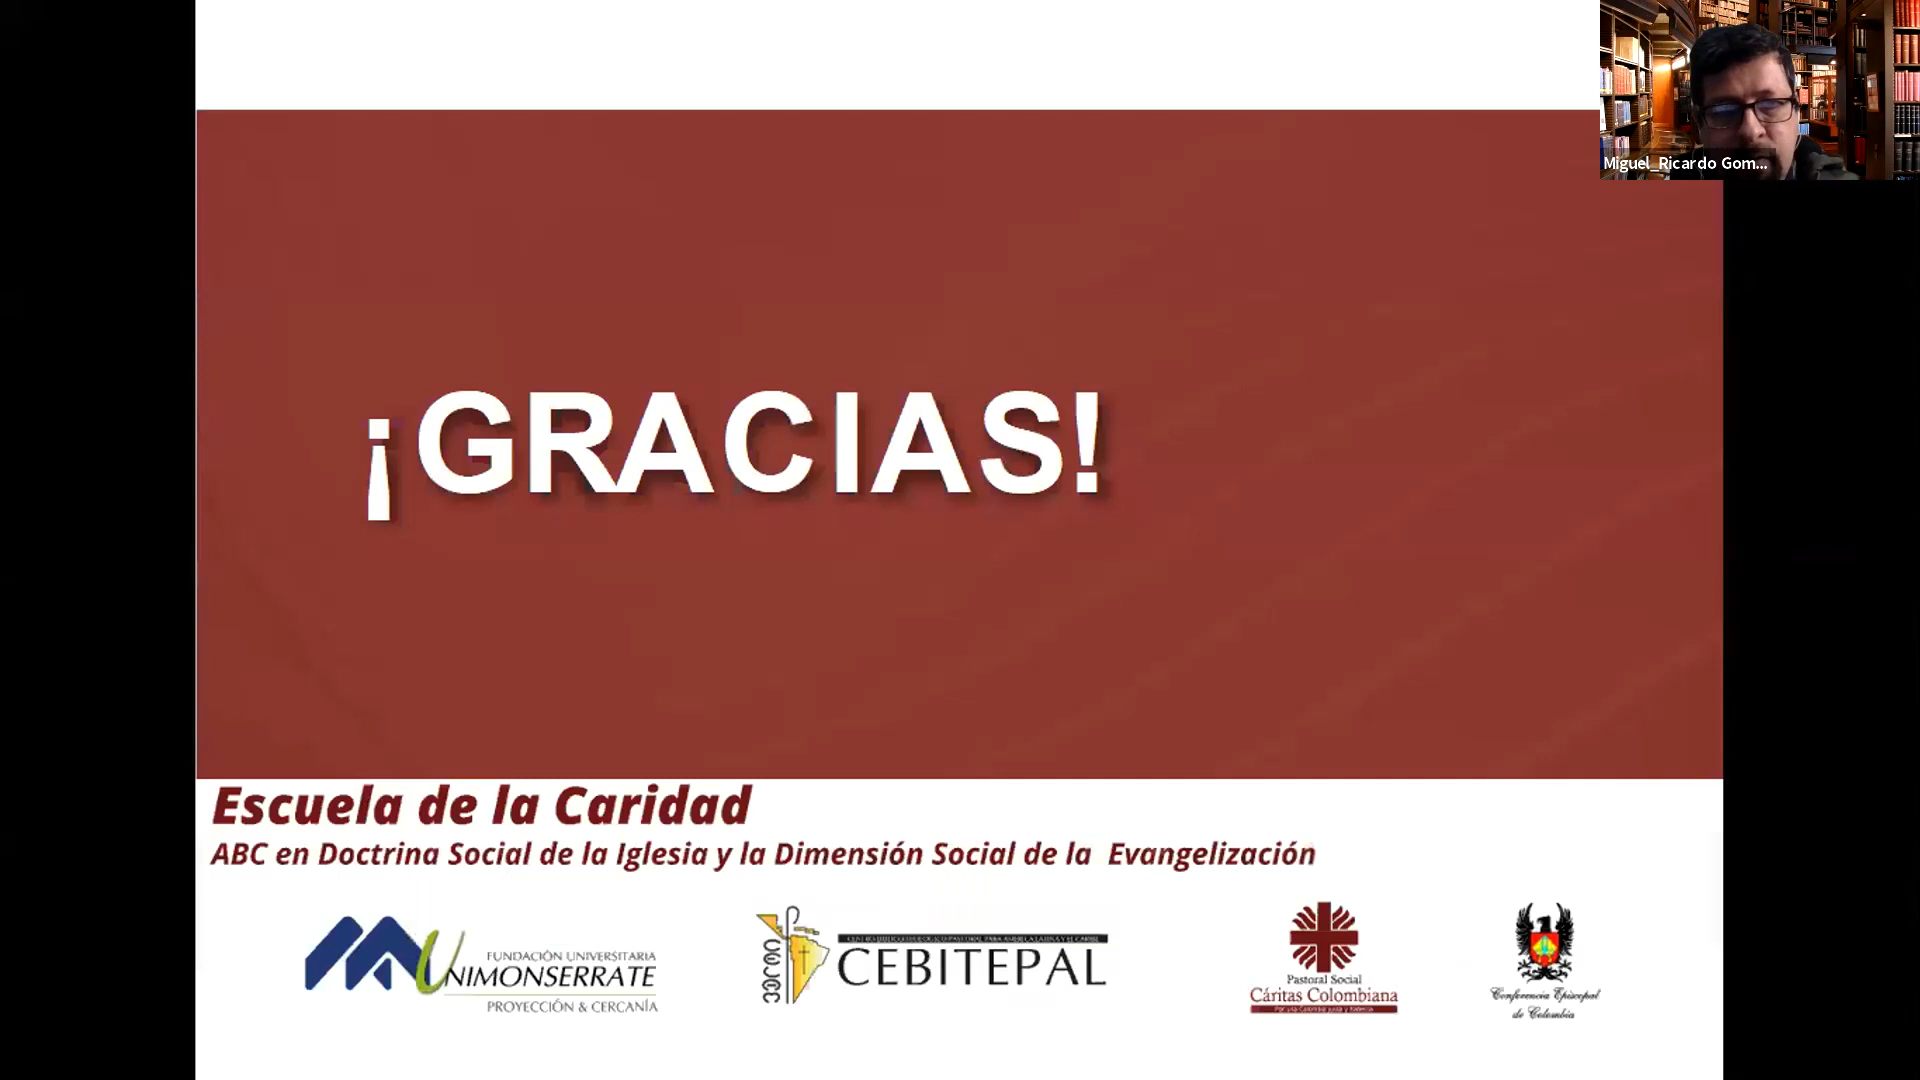 Miguel_Ricardo Gom...
¡GRACIAS!
Escuela de la Caridad
ABC en Doctrina Social de la Iglesia y la Dimensión Social de la Evangelización
FUNDACIÓN UNIVERSITARIA
UNIMONSERRATE
PROYECCIÓN & CERCANÍA
CEBITEPAL
Pastoral Social
Cáritas Colombiana
Conferencia Episcopal
de Colombia